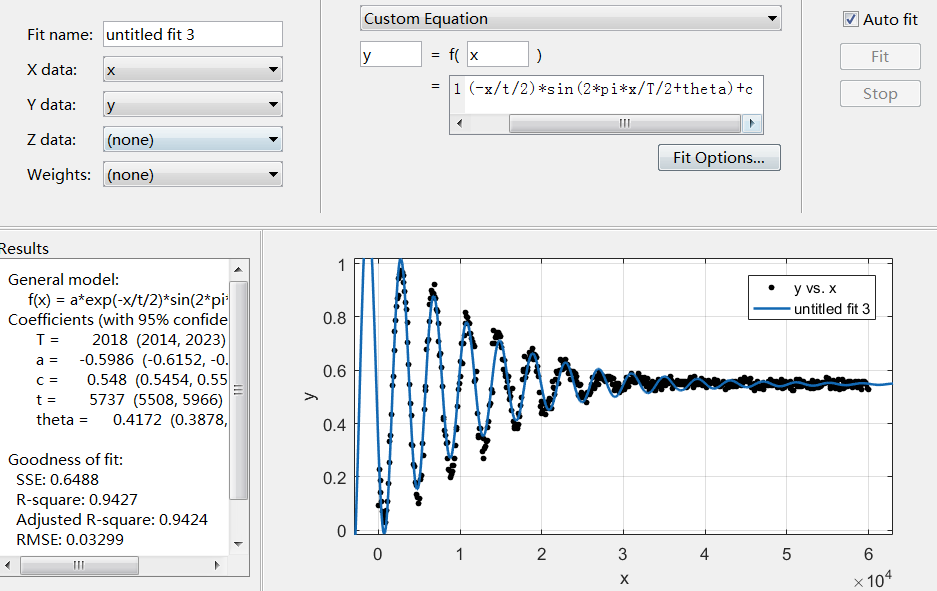 Fit name: untitled fit 3
X data: x
Y data: y
Z data: (none)
Weights: (none)
Custom Equation
y = f( x )
= 1 (-x/t/2)*sin(2*pi*x/T/2+theta)+c
Fit Options...
Auto fit
Fit
Stop
Results
General model:
f(x) = a*exp(-x/t/2)*sin(2*pi*
Coefficients (with 95% confide
T = 2018 (2014, 2023)
a = -0.5986 (-0.6152, -0.
c = 0.548 (0.5454, 0.55
t = 5737 (5508, 5966)
theta = 0.4172 (0.3878,
Goodness of fit:
SSE: 0.6488
R-square: 0.9427
Adjusted R-square: 0.9424
RMSE: 0.03299
y vs. x
untitled fit 3
1
0.8
0.6
0.4
0.2
0
y
0 1 2 3 4 5 6
x
×10⁴